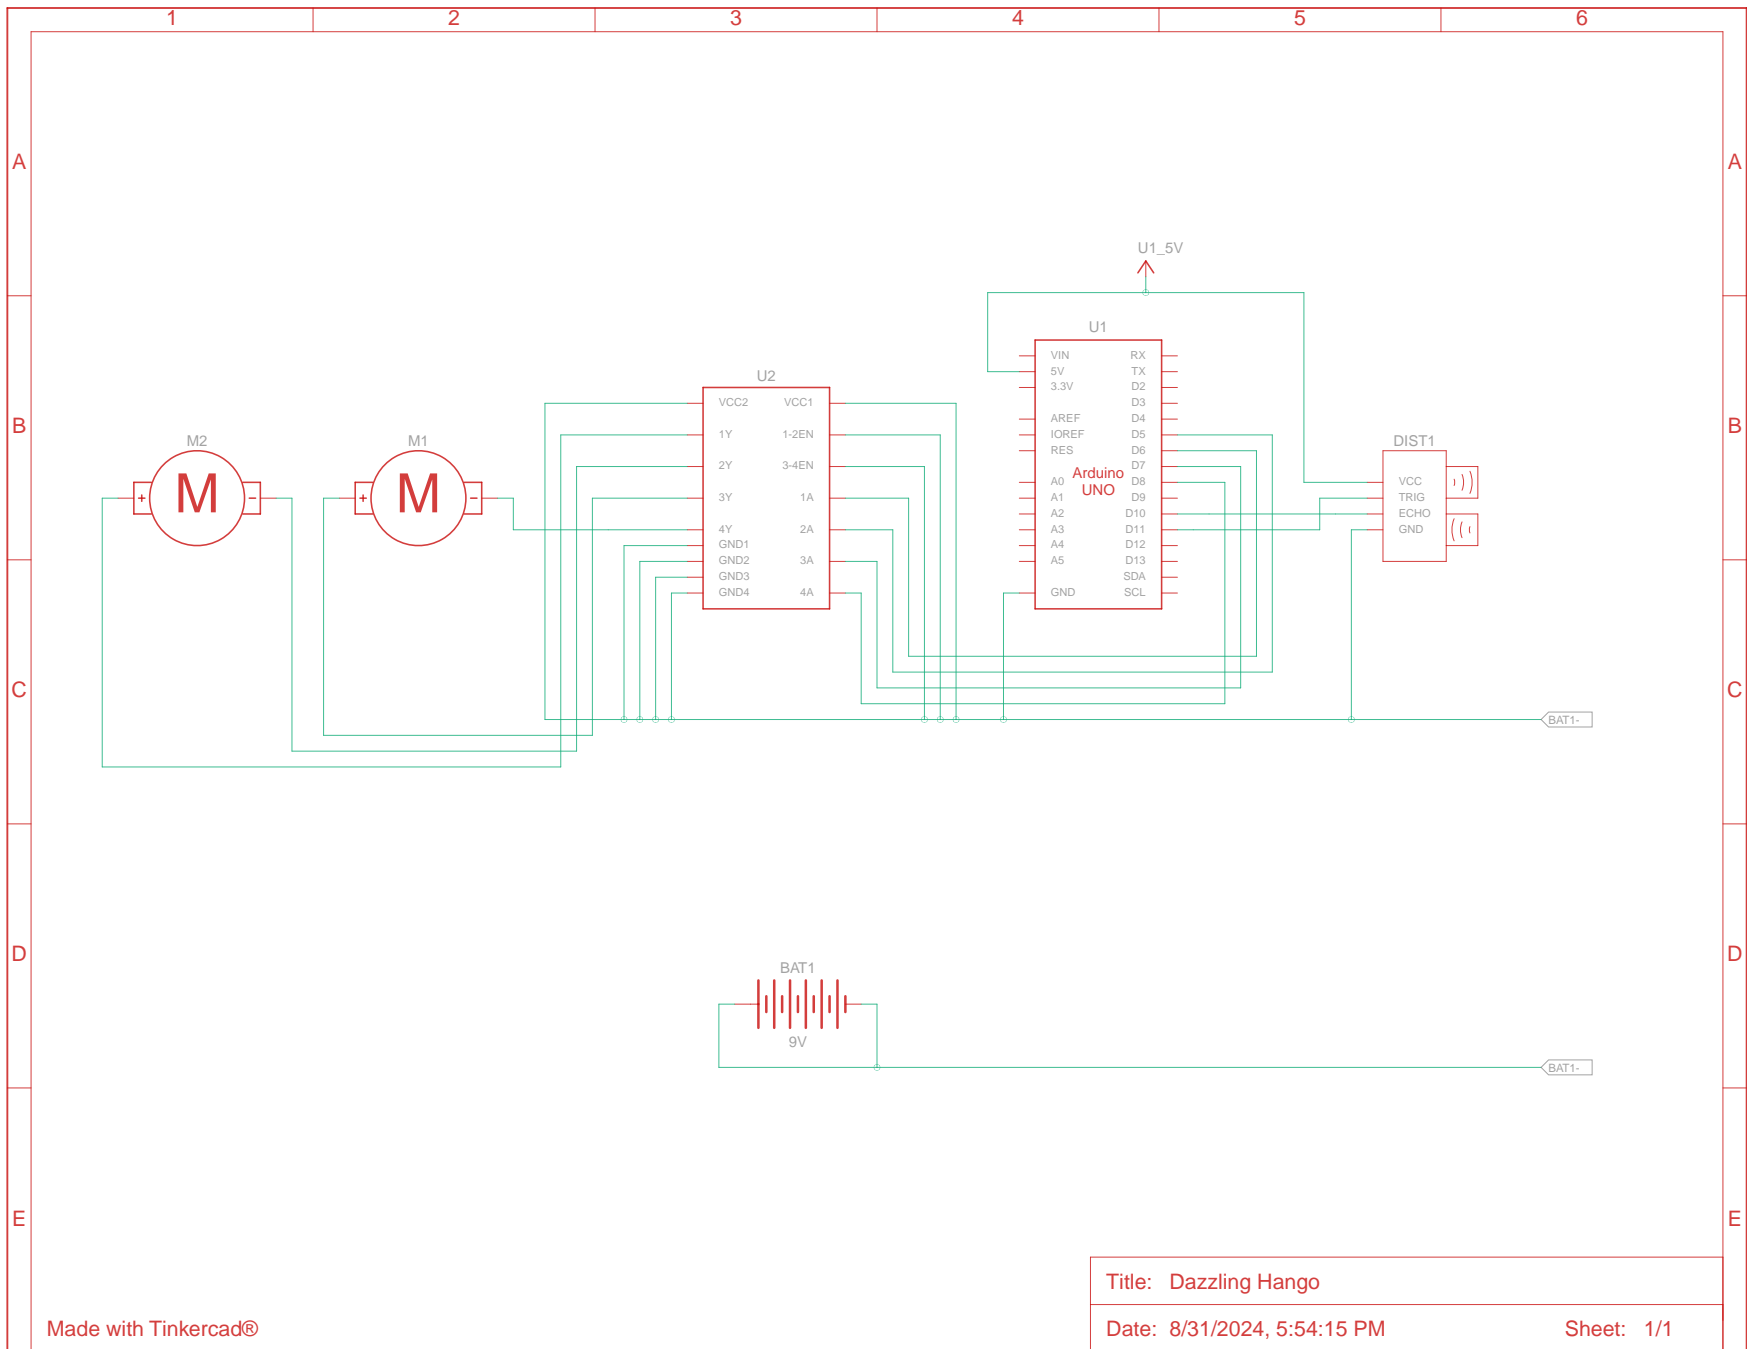 1 2 3 4 5 6
A A
U1_5V
U1
VIN RX
5V TX
3.3V D2
D3
AREF D4
IOREF D5
RES D6
D7
A0 D8
A1 D9
A2 D10
A3 D11
A4 D12
A5 D13
SDA
GND SCL
Arduino
UNO
U2
VCC2 VCC1
1Y 1-2EN
2Y 3-4EN
3Y 1A
4Y 2A
GND1
GND2 3A
GND3
GND4 4A
B B
M2
+ M -
M1
+ M -
DIST1
VCC
TRIG
ECHO
GND
C C
BAT1-
D D
BAT1
9V
BAT1-
E E
Title: Dazzling Hango
Made with Tinkercad®
Date: 8/31/2024, 5:54:15 PM Sheet: 1/1